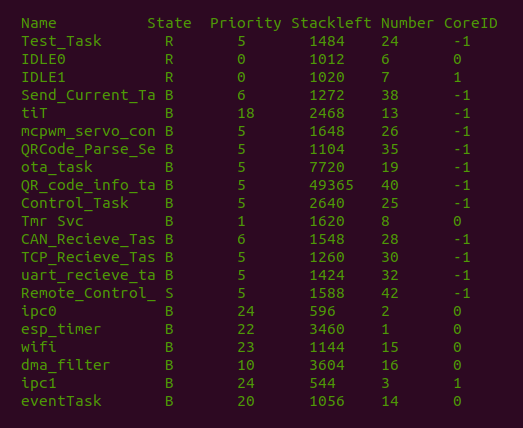 Name State Priority Stackleft Number CoreID
Test_Task R 5 1484 24 -1
IDLE0 R 0 1012 6 0
IDLE1 R 0 1020 7 1
Send_Current_Ta B 6 1272 38 -1
tiT B 18 2468 13 -1
mcpwm_servo_con B 5 1648 26 -1
QRCode_Parse_Se B 5 1104 35 -1
ota_task B 5 7720 19 -1
QR_code_info_ta B 5 49365 40 -1
Control_Task B 5 2640 25 -1
Tmr Svc B 1 1620 8 0
CAN_Recieve_Tas B 6 1548 28 -1
TCP_Recieve_Tas B 5 1260 30 -1
uart_recieve_ta B 5 1424 32 -1
Remote_Control_ S 5 1588 42 -1
ipc0 B 24 596 2 0
esp_timer B 22 3460 1 0
wifi B 23 1144 15 0
dma_filter B 10 3604 16 0
ipc1 B 24 544 3 1
eventTask B 20 1056 14 0